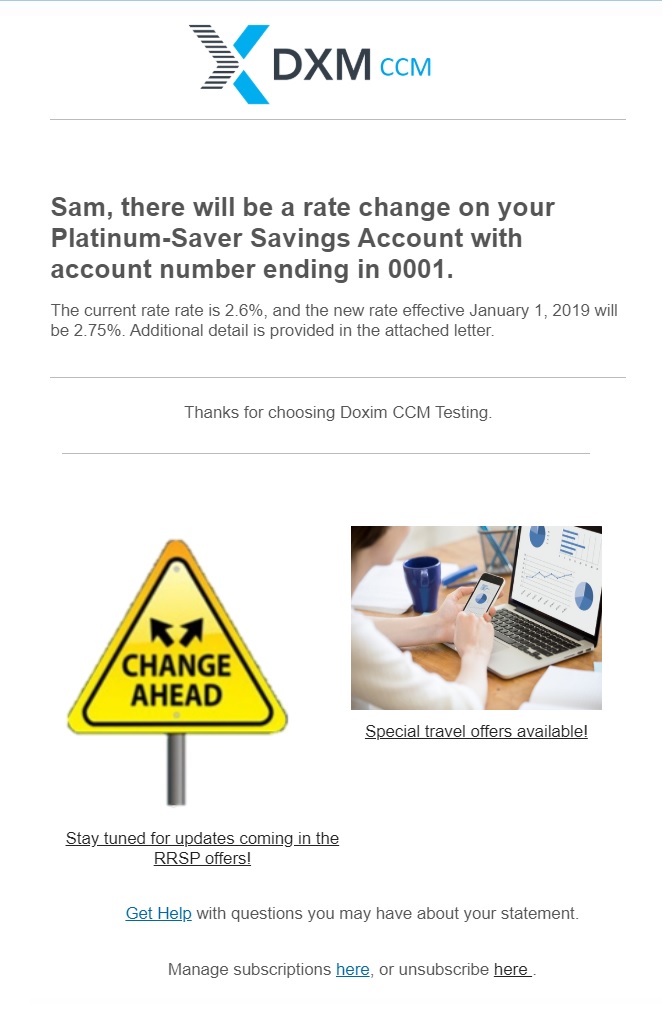 DXM CCM
Sam, there will be a rate change on your
Platinum-Saver Savings Account with
account number ending in 0001.
The current rate rate is 2.6%, and the new rate effective January 1, 2019 will
be 2.75%. Additional detail is provided in the attached letter.
Thanks for choosing Doxim CCM Testing.
CHANGE
AHEAD
Special travel offers available!
Stay tuned for updates coming in the
RRSP offers!
Get Help with questions you may have about your statement.
Manage subscriptions here, or unsubscribe here .